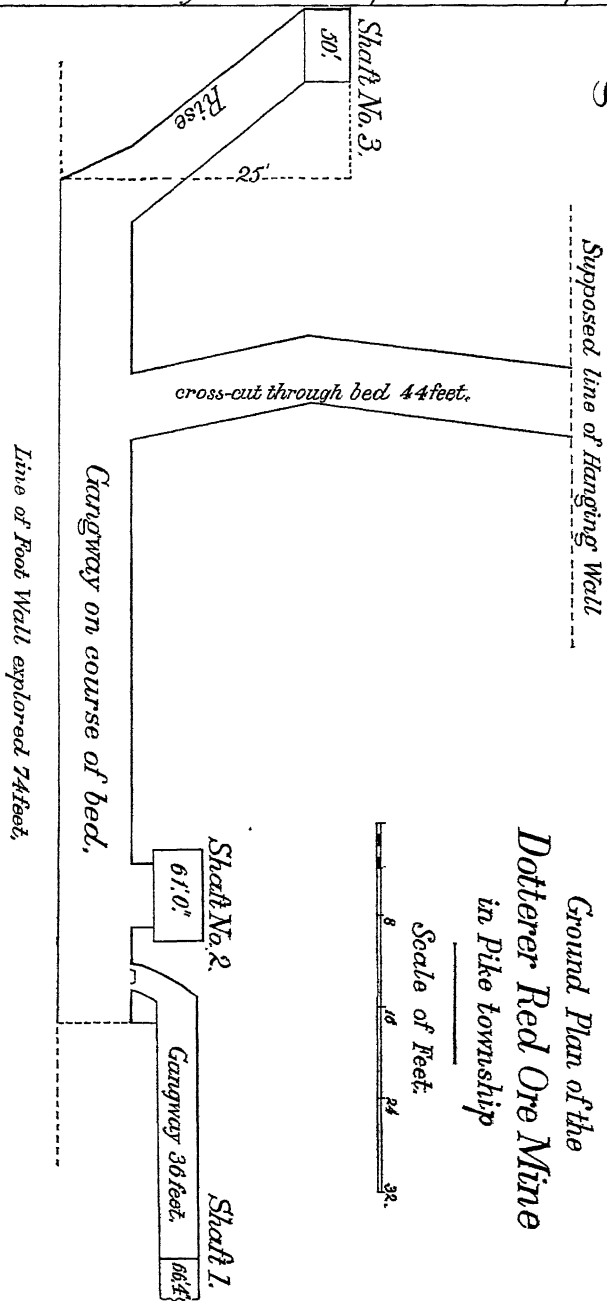 Ground Plan of the
Dotterer Red Ore Mine
in Pike township
Scale of Feet.
8 16 24 32.
Supposed line of Hanging Wall
Shaft No. 3.
50'.
Rise
25'
cross-cut through bed 44 feet.
Gangway on course of bed.
Line of Foot Wall explored 74 feet,
Shaft No. 2.
61'.0."
Gangway 36 feet.
Shaft 1.
66'.4"